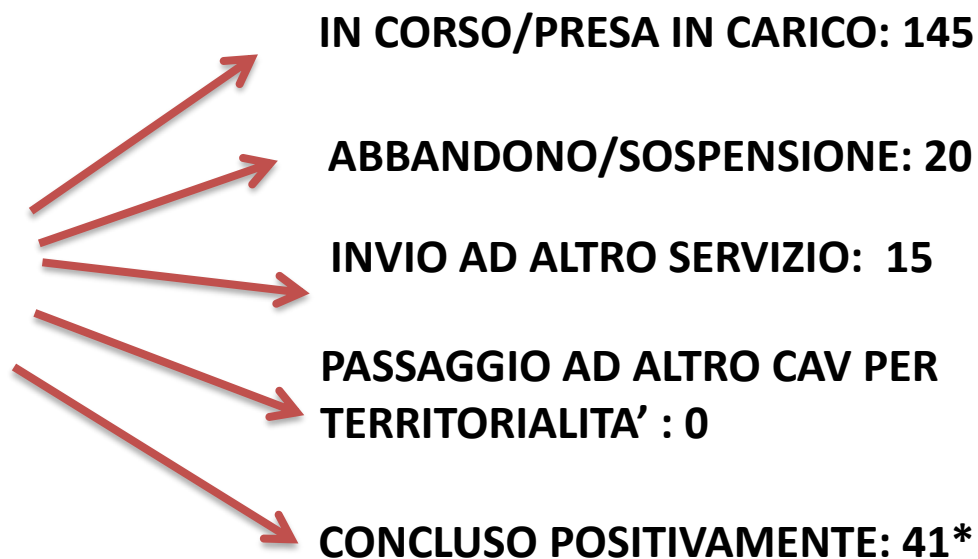 IN CORSO/PRESA IN CARICO: 145
ABBANDONO/SOSPENSIONE: 20
INVIO AD ALTRO SERVIZIO:  15
PASSAGGIO AD ALTRO CAV PER
TERRITORIALITA’ : 0
CONCLUSO POSITIVAMENTE: 41*